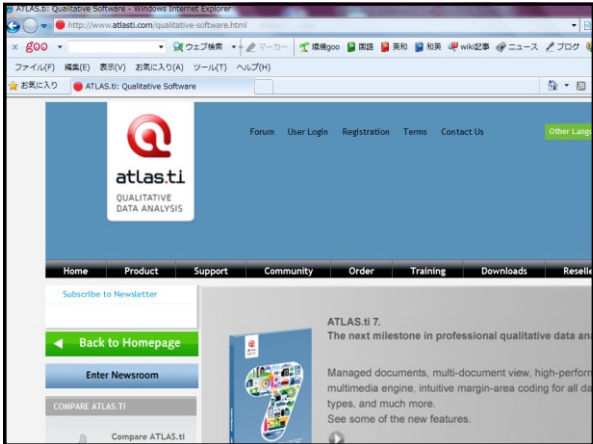 ATLAS.ti: Qualitative Software - Windows Internet Explorer
http://www.atlasti.com/qualitative-software.html
x goo ウェブ検索 マーカー 環境goo 国語 英和 和英 wiki記事 ニュース ブログ
ファイル(F) 編集(E) 表示(V) お気に入り(A) ツール(T) ヘルプ(H)
お気に入り ATLAS.ti: Qualitative Software
Forum User Login Registration Terms Contact Us Other Lang
atlas.ti
QUALITATIVE
DATA ANALYSIS
Home Product Support Community Order Training Downloads Reselle
Subscribe to Newsletter
Back to Homepage
Enter Newsroom
COMPARE ATLAS.TI
Compare ATLAS.ti
ATLAS.ti 7.
The next milestone in professional qualitative data an
Managed documents, multi-document view, high-perform
multimedia engine, intuitive margin-area coding for all da
types, and much more.
See some of the new features.
7